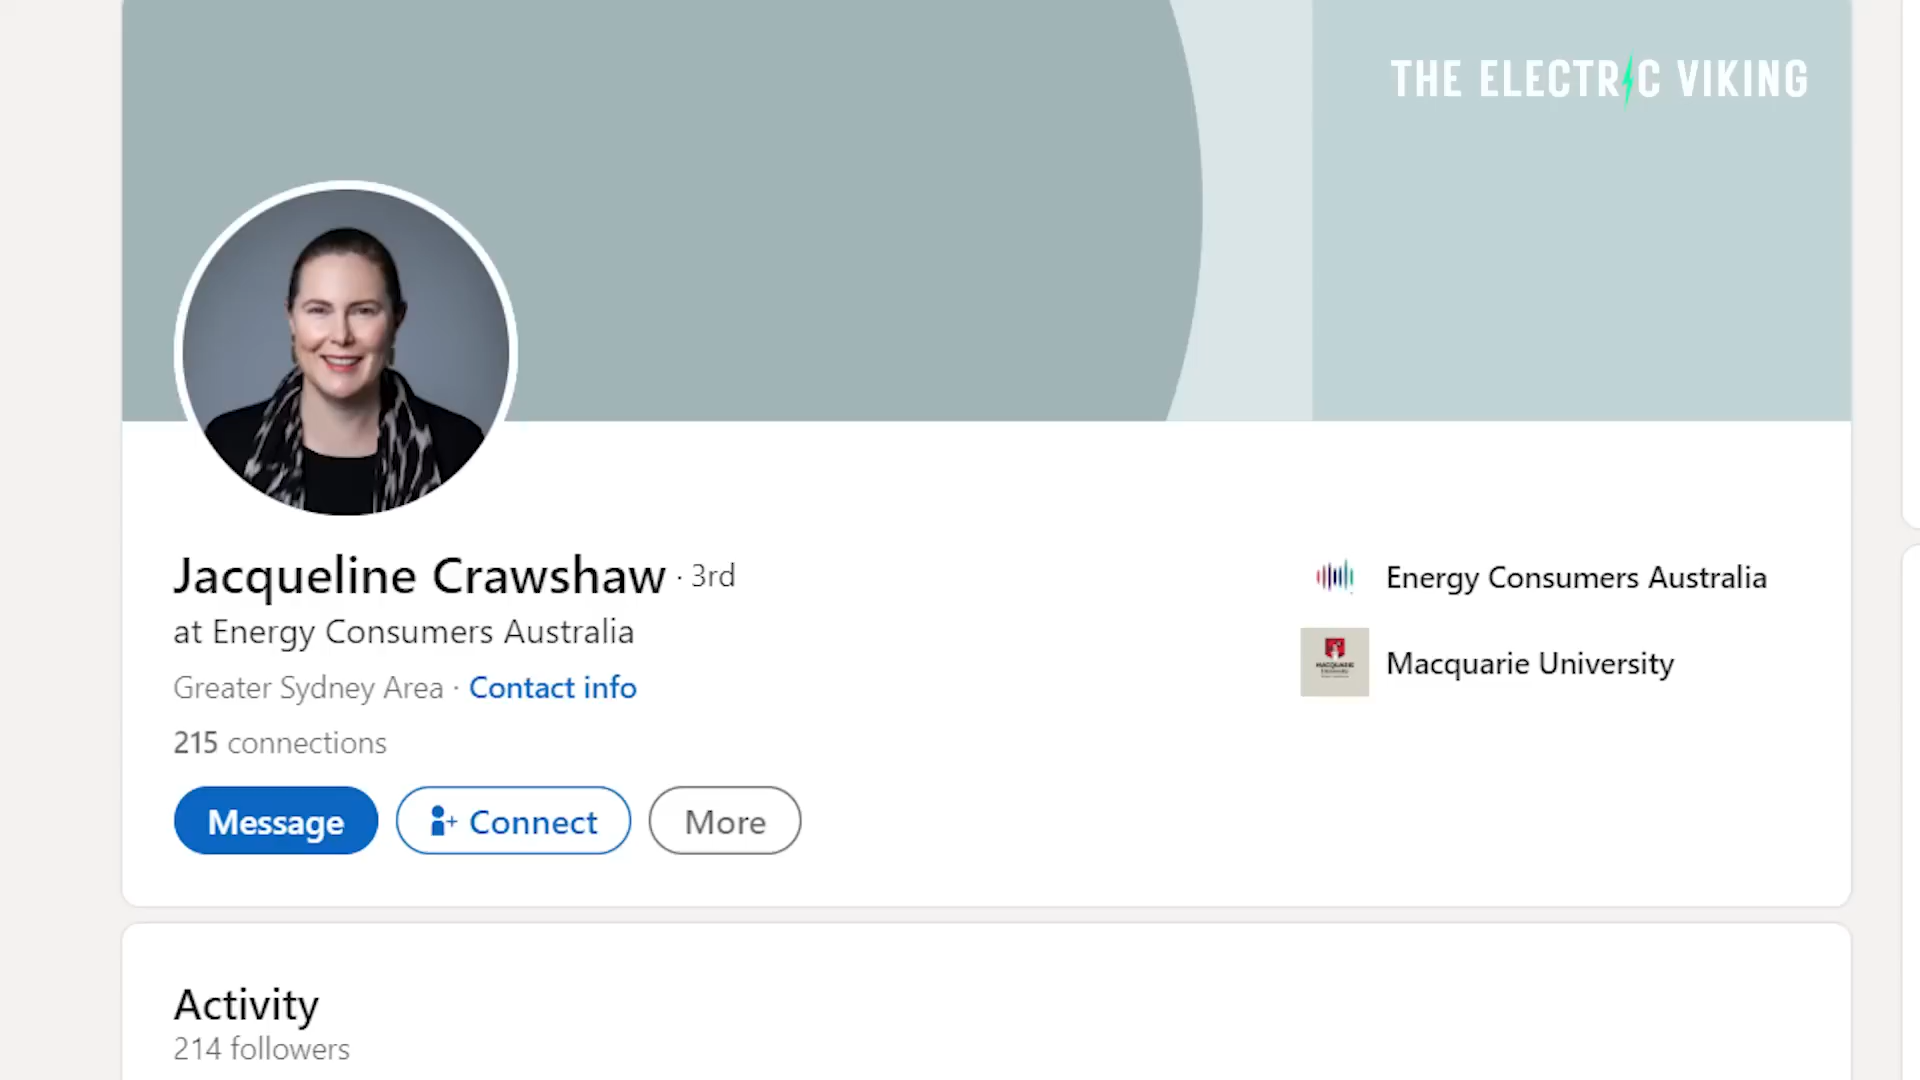 THE ELECTRIC VIKING
Jacqueline Crawshaw · 3rd
at Energy Consumers Australia
Greater Sydney Area · Contact info
215 connections
Message
Connect
More
Energy Consumers Australia
MACQUARIE
Macquarie University
Activity
214 followers